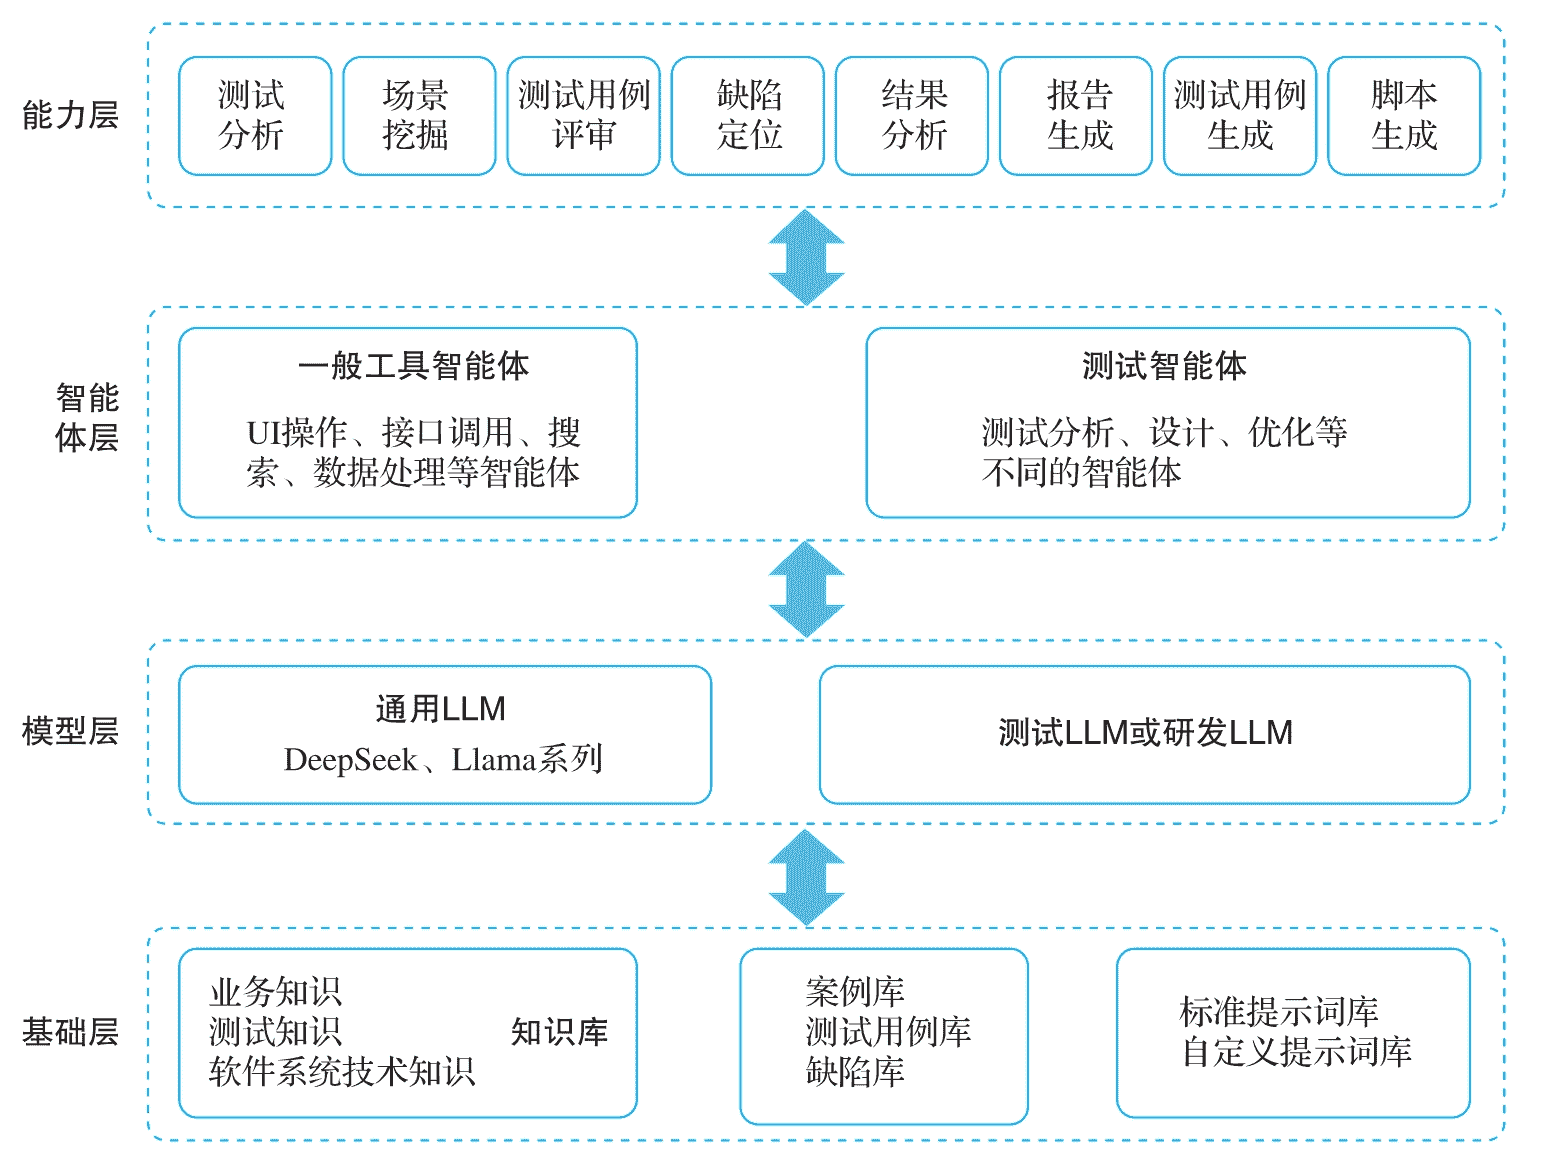 能力层
测试
分析
场景
挖掘
测试用例
评审
缺陷
定位
结果
分析
报告
生成
测试用例
生成
脚本
生成
智能
体层
一般工具智能体
UI操作、接口调用、搜
索、数据处理等智能体
测试智能体
测试分析、设计、优化等
不同的智能体
模型层
通用LLM
DeepSeek、Llama系列
测试LLM或研发LLM
基础层
业务知识
测试知识
软件系统技术知识
知识库
案例库
测试用例库
缺陷库
标准提示词库
自定义提示词库